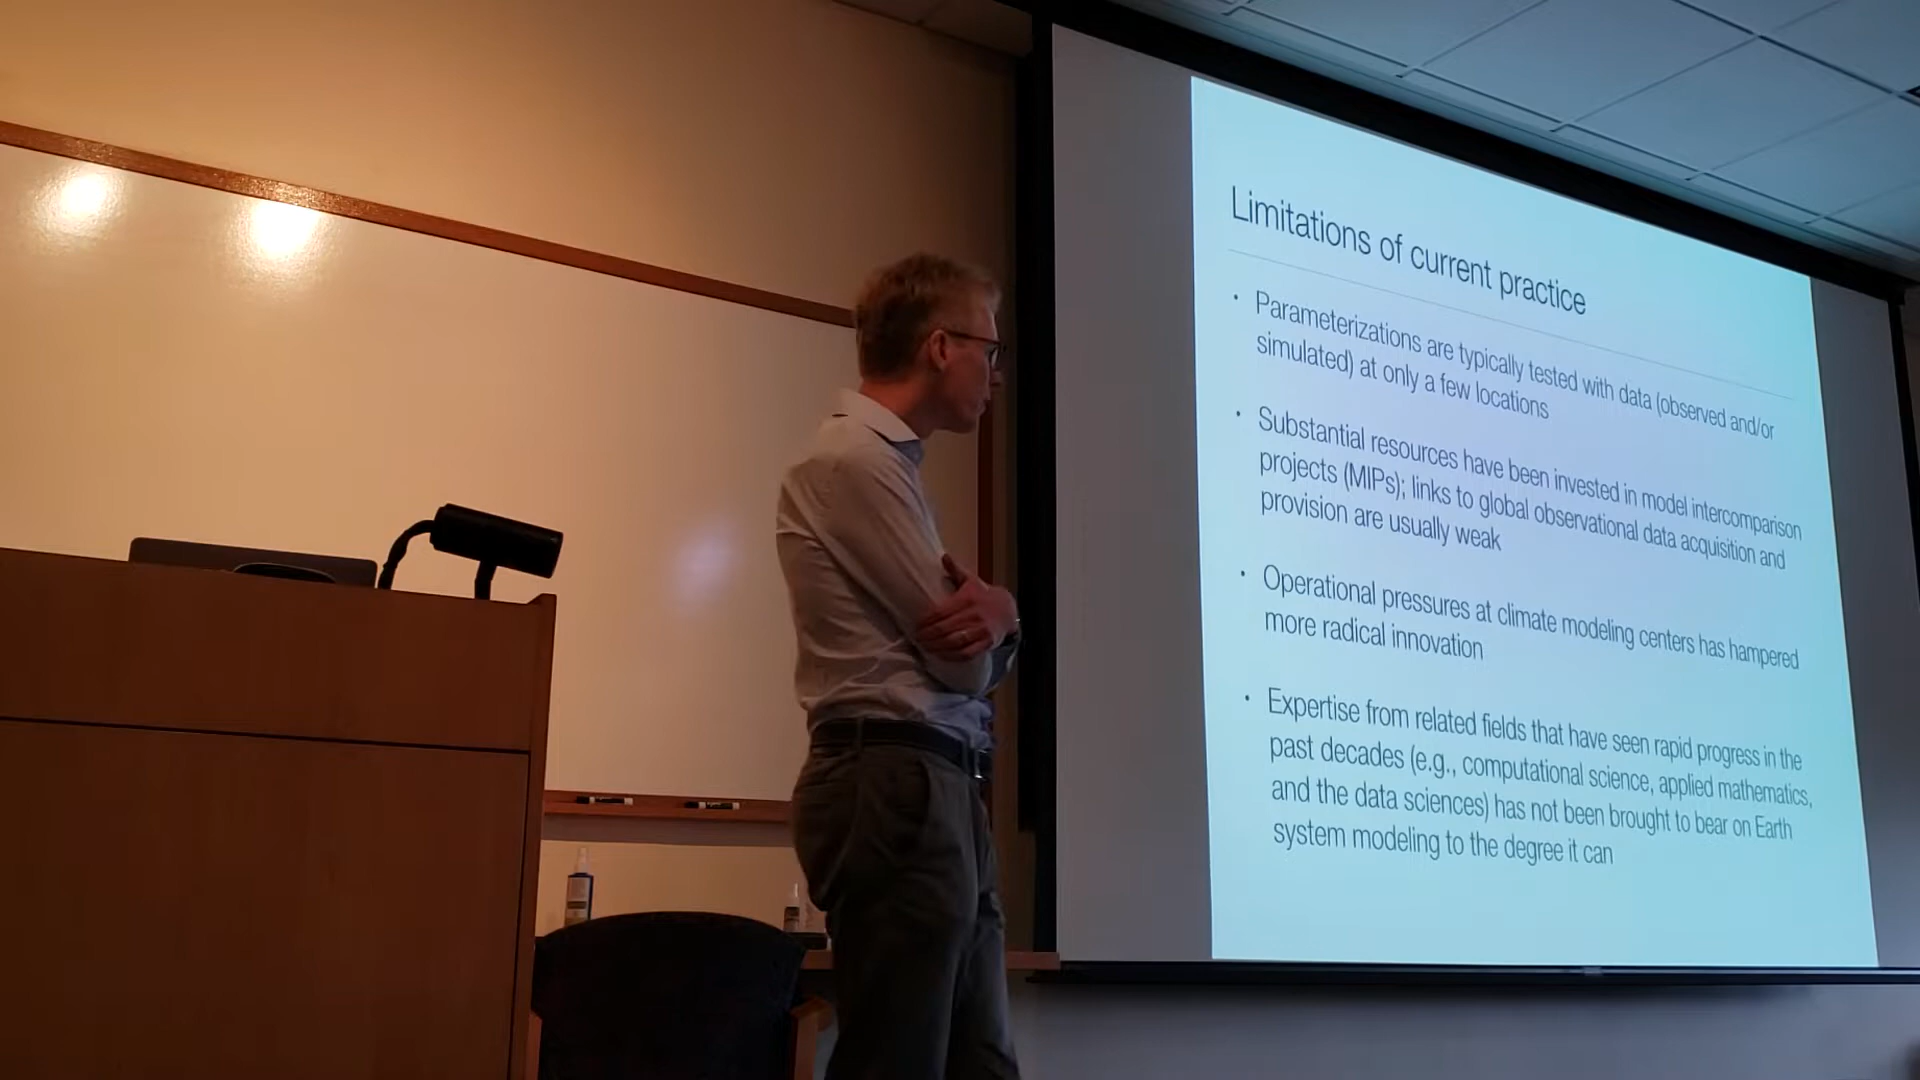 Limitations of current practice
• Parameterizations are typically tested with data (observed and/or
simulated) at only a few locations
• Substantial resources have been invested in model intercomparison
projects (MIPs); links to global observational data acquisition and
provision are usually weak
• Operational pressures at climate modeling centers has hampered
more radical innovation
• Expertise from related fields that have seen rapid progress in the
past decades (e.g., computational science, applied mathematics,
and the data sciences) has not been brought to bear on Earth
system modeling to the degree it can